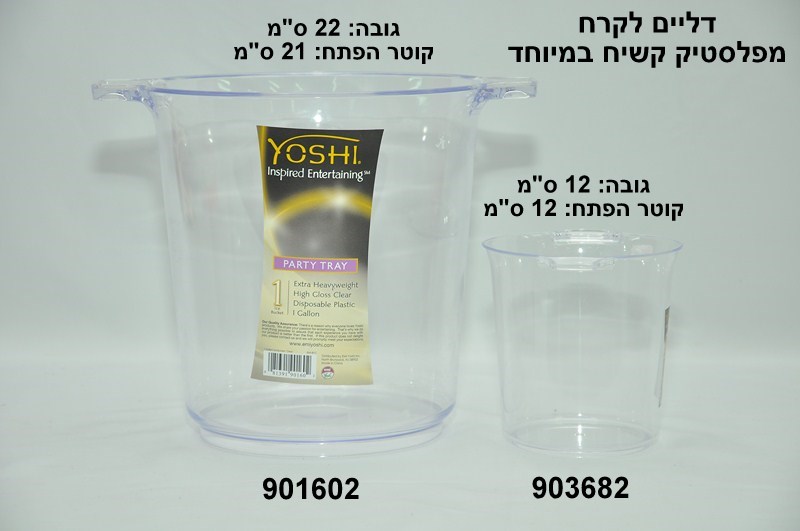 דליים לקרח
מפלסטיק קשיח במיוחד
גובה: 22 ס"מ
קוטר הפתח: 21 ס"מ
YOSHI.
Inspired Entertaining℠
PARTY TRAY
1
Extra Heavyweight
High Gloss Clear
Disposable Plastic
1 Gallon
גובה: 12 ס"מ
קוטר הפתח: 12 ס"מ
901602
903682